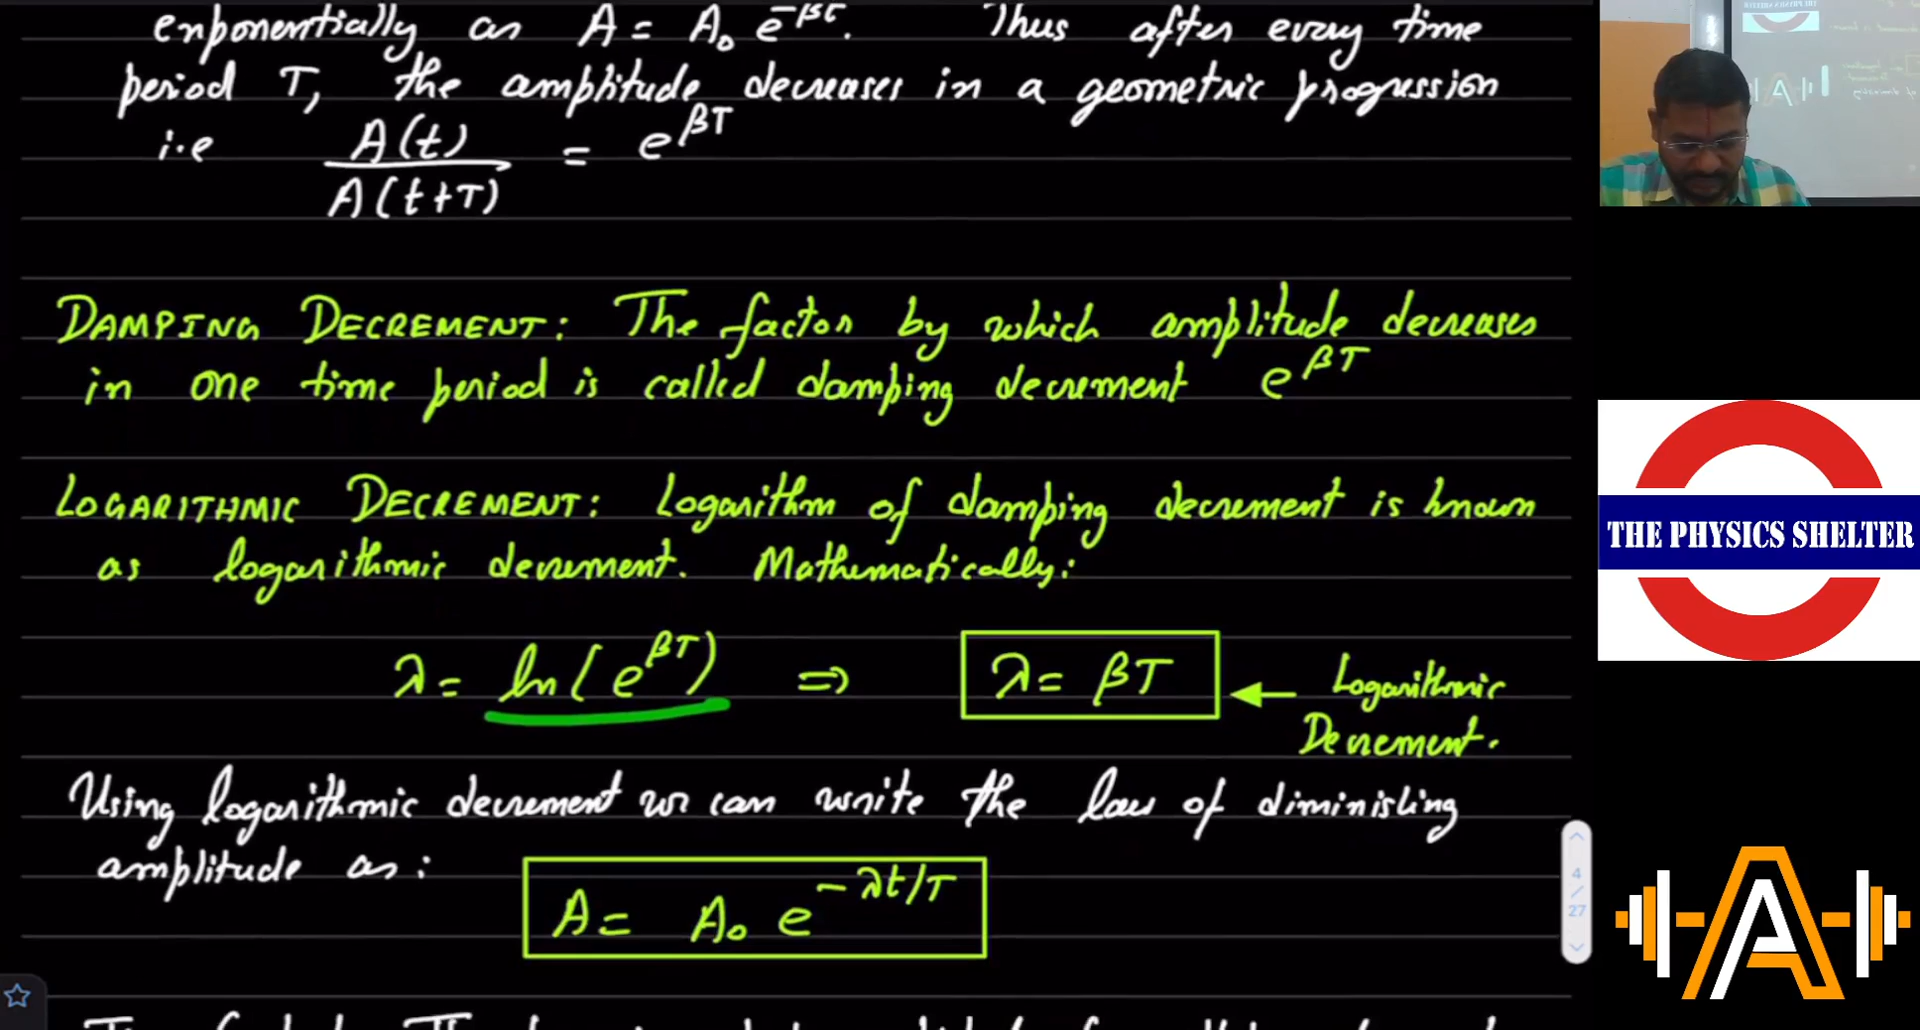 exponentially as A = A₀ e^-βt. Thus after every time
period T, the amplitude decreases in a geometric progression
i.e A(t) / A(t+T) = e^βT
DAMPING DECREMENT: The factor by which amplitude decreases
in one time period is called damping decrement e^βT
LOGARITHMIC DECREMENT: Logarithm of damping decrement is known
as logarithmic decrement. Mathematically:
λ = ln(e^βT) ⇒ λ = βT ← Logarithmic
Decrement.
Using logarithmic decrement we can write the law of diminishing
amplitude as:
A = A₀ e^-λt/T
4
/
27
THE PHYSICS SHELTER
A